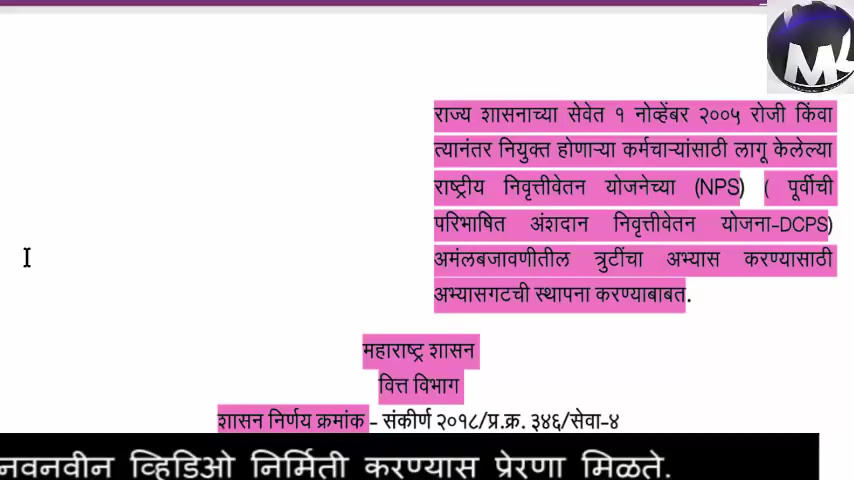 राज्य शासनाच्या सेवेत १ नोव्हेंबर २००५ रोजी किंवा
त्यानंतर नियुक्त होणाऱ्या कर्मचाऱ्यांसाठी लागू केलेल्या
राष्ट्रीय निवृत्तीवेतन योजनेच्या (NPS) ( पूर्वीची
परिभाषित अंशदान निवृत्तीवेतन योजना-DCPS)
अमंलबजावणीतील त्रुटींचा अभ्यास करण्यासाठी
अभ्यासगटची स्थापना करण्याबाबत.
महाराष्ट्र शासन
वित्त विभाग
शासन निर्णय क्रमांक - संकीर्ण २०१८/प्र.क्र. ३४६/सेवा-४
नवनवीन व्हिडिओ निर्मिती करण्यास प्रेरणा मिळते.